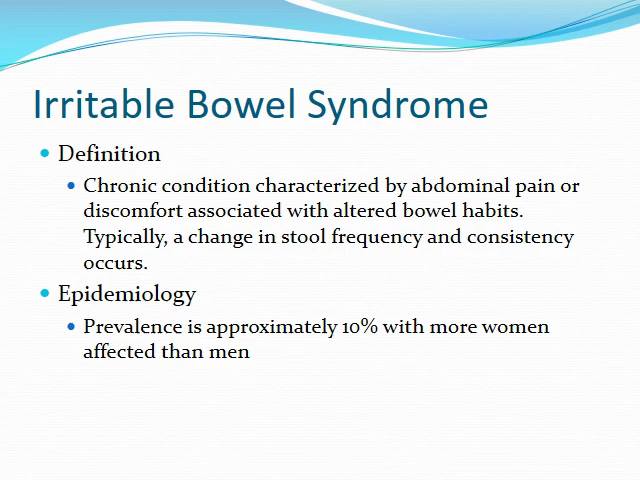 Irritable Bowel Syndrome
Definition
Chronic condition characterized by abdominal pain or
discomfort associated with altered bowel habits.
Typically, a change in stool frequency and consistency
occurs.
Epidemiology
Prevalence is approximately 10% with more women
affected than men